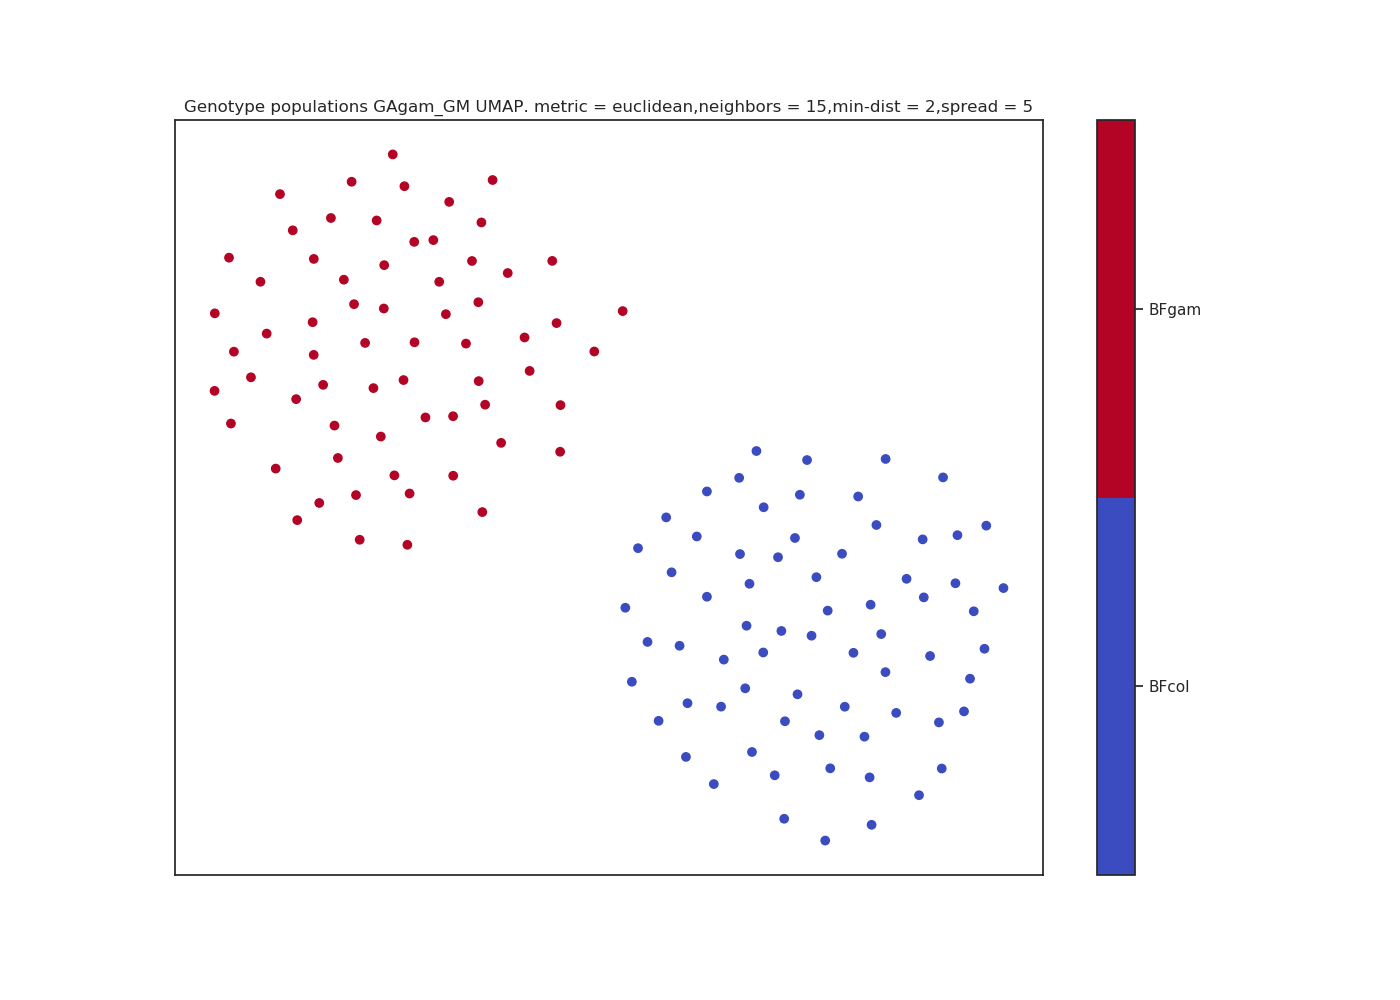 Genotype populations GAgam_GM UMAP. metric = euclidean,neighbors = 15,min-dist = 2,spread = 5
BFgam
BFcol